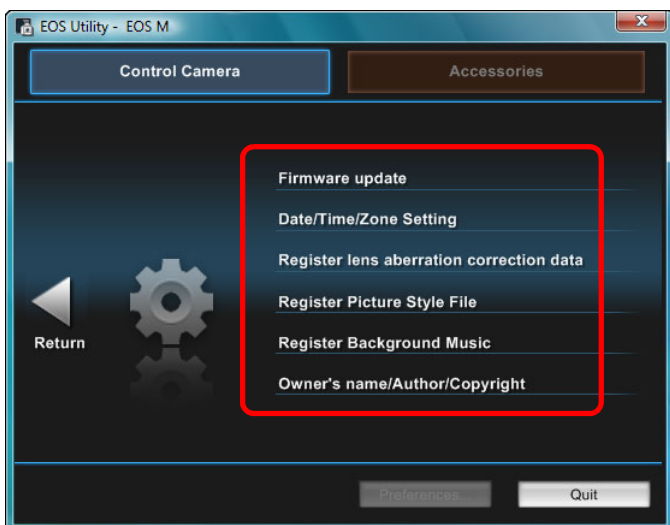 EOS Utility - EOS M
Control Camera
Accessories
Firmware update
Date/Time/Zone Setting
Register lens aberration correction data
Register Picture Style File
Return
Register Background Music
Owner's name/Author/Copyright
Preferences...
Quit